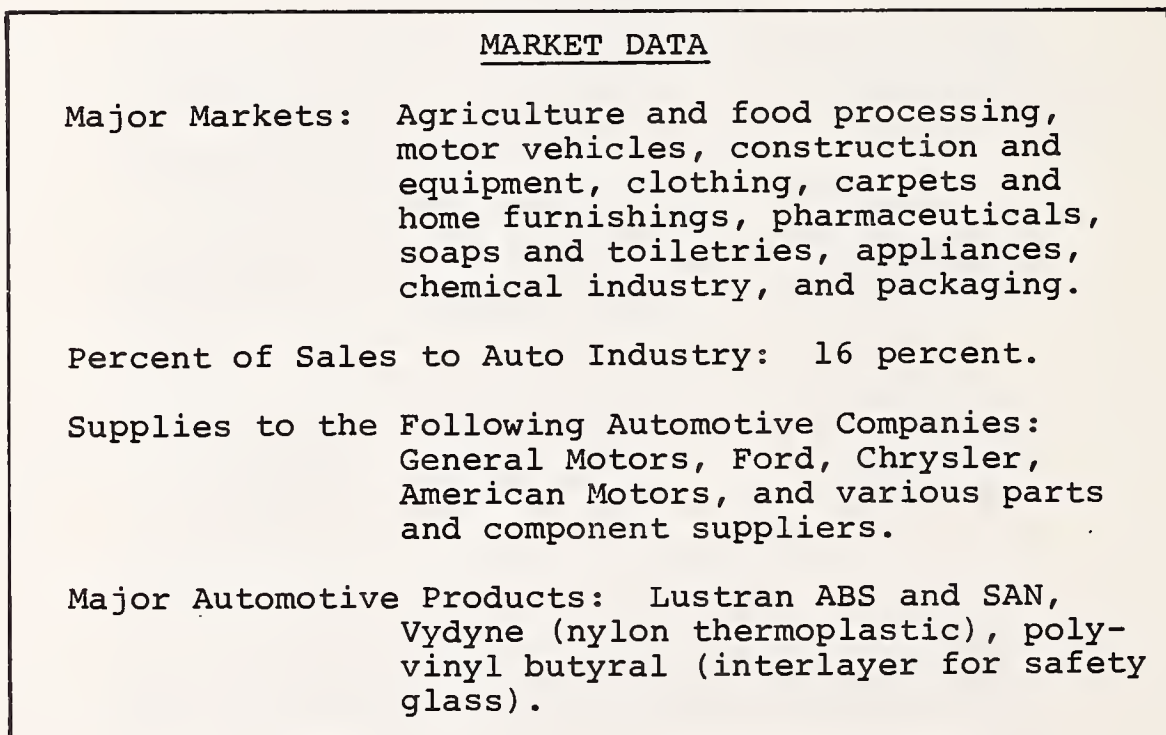 MARKET DATA
Major Markets: Agriculture and food processing,
motor vehicles, construction and
equipment, clothing, carpets and
home furnishings, pharmaceuticals,
soaps and toiletries, appliances,
chemical industry, and packaging.
Percent of Sales to Auto Industry: 16 percent.
Supplies to the Following Automotive Companies:
General Motors, Ford, Chrysler,
American Motors, and various parts
and component suppliers.
Major Automotive Products: Lustran ABS and SAN,
Vydyne (nylon thermoplastic), poly-
vinyl butyral (interlayer for safety
glass).